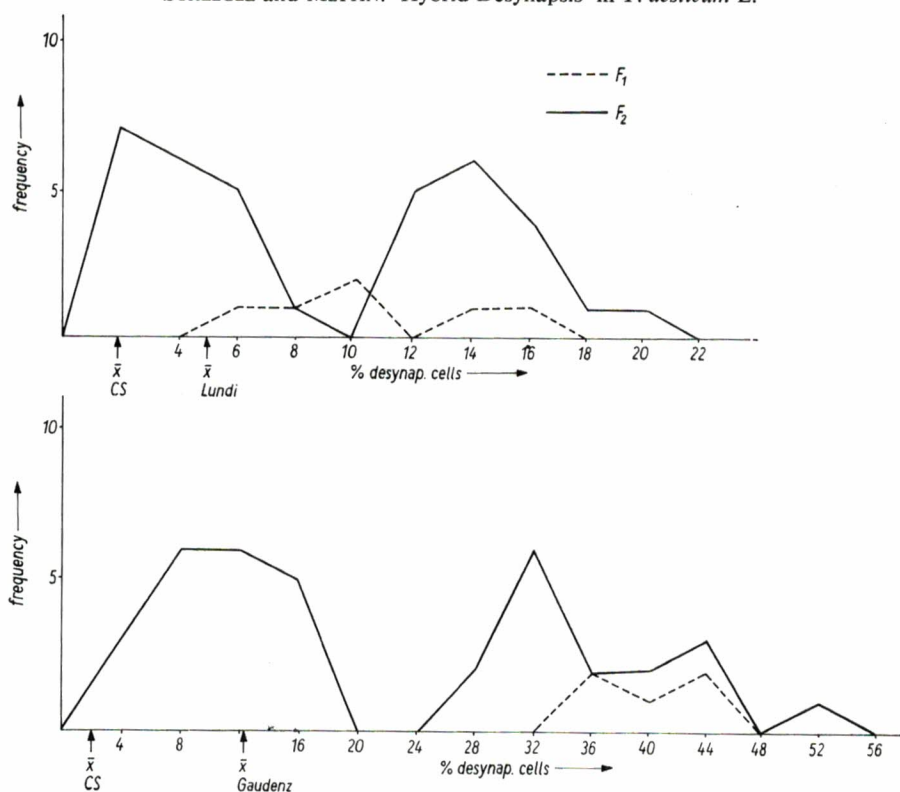 "Hybrid Desynapsis" in T. aestivum L.
10
F1
F2
frequency
5
4 6 8 10 12 14 16 18 20 22
x̄ CS
x̄ Lundi
% desynap. cells
10
frequency
5
4 8 16 20 24 28 32 36 40 44 48 52 56
x̄ CS
x̄ Gaudenz
% desynap. cells